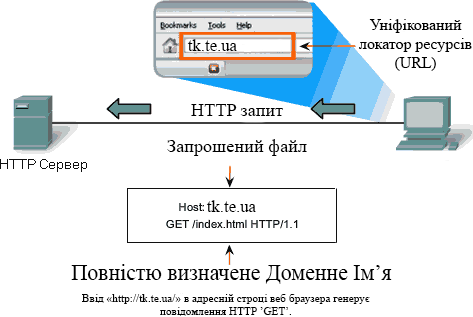 Bookmarks Tools Help
tk.te.ua
Уніфікований
локатор ресурсів
(URL)
HTTP запит
HTTP Сервер
Запрошений файл
Host: tk.te.ua
GET /index.html HTTP/1.1
Повністю визначене Доменне Ім’я
Ввід «http://tk.te.ua/» в адресній строці веб браузера генерує
повідомлення HTTP ’GET’.